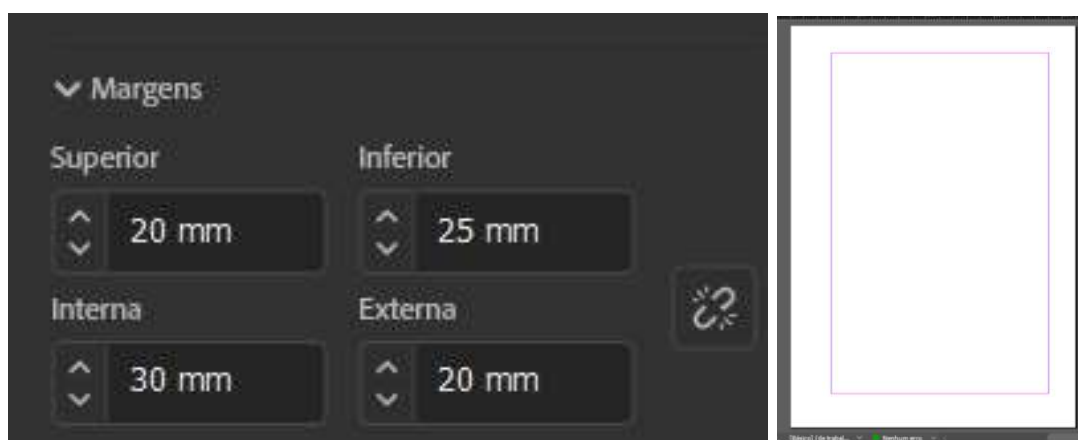 Margens
Superior
Inferior
20 mm
25 mm
Interna
Externa
30 mm
20 mm